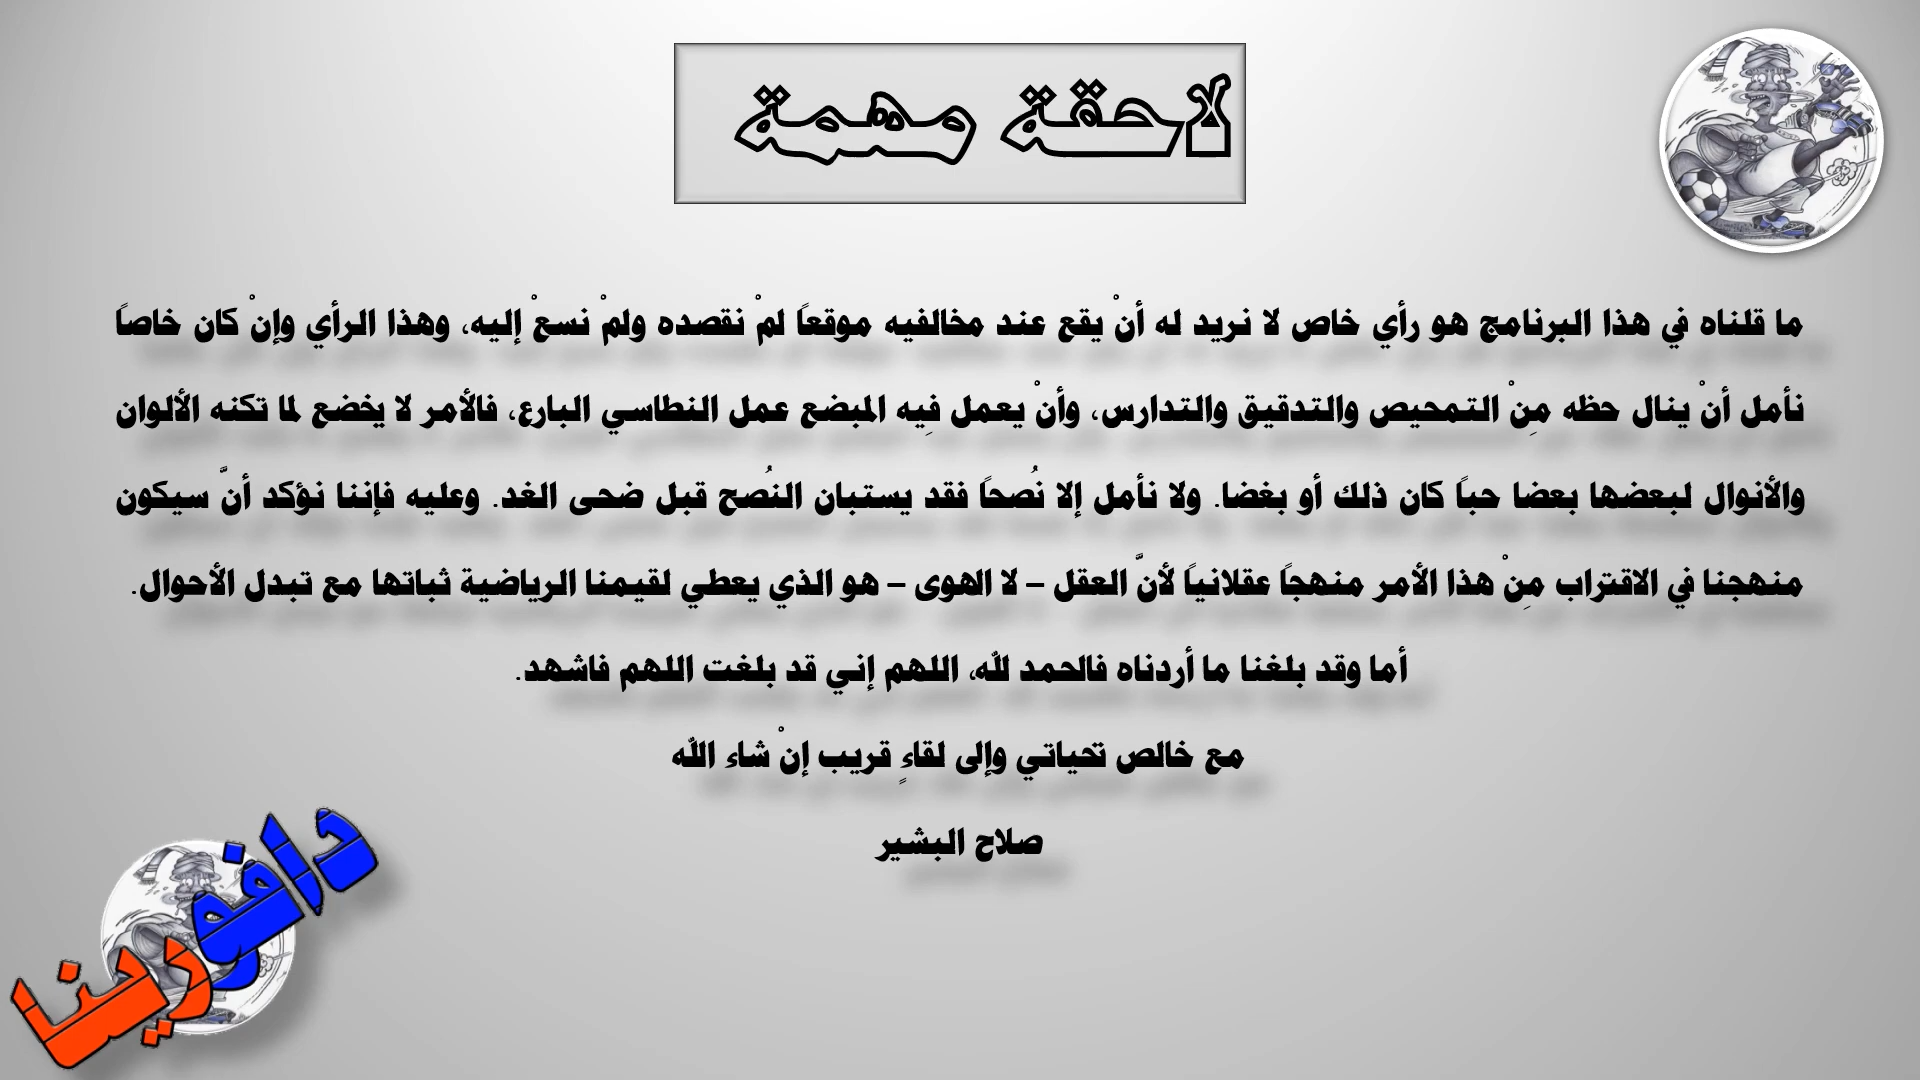 لاحقة مهمة
ما قلناه في هذا البرنامج هو رأي خاص لا نريد له أنْ يقع عند مخالفيه موقعاً لمْ نقصده ولمْ نسعْ إليه، وهذا الرأي وإنْ كان خاصاً
نأمل أنْ ينال حظه مِنْ التمحيص والتدقيق والتدارس، وأنْ يعمل فِيه المبضع عمل النطاسي البارع، فالأمر لا يخضع لما تكنه الألوان
والأنوال لبعضها بعضا حباً كان ذلك أو بغضا. ولا نأمل إلا نُصحاً فقد يستبان النُصح قبل ضحى الغد. وعليه فإننا نؤكد أنَّ سيكون
منهجنا في الاقتراب مِنْ هذا الأمر منهجاً عقلانياً لأنَّ العقل – لا الهوى – هو الذي يعطي لقيمنا الرياضية ثباتها مع تبدل الأحوال.
أما وقد بلغنا ما أردناه فالحمد لله، اللهم إني قد بلغت اللهم فاشهد.
مع خالص تحياتي وإلى لقاءٍ قريب إنْ شاء الله
صلاح البشير
دافورينا